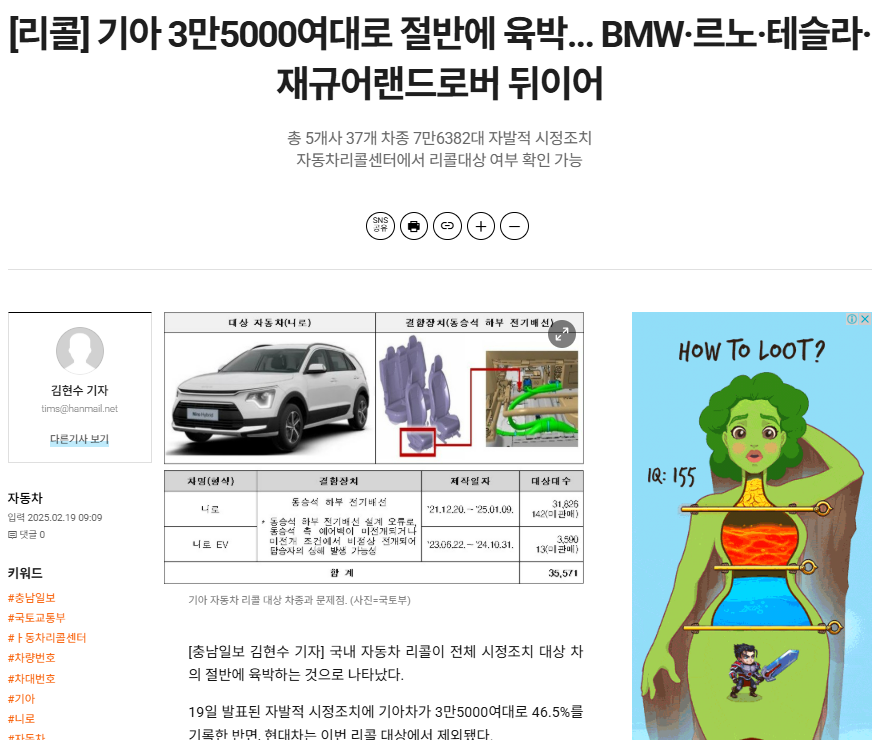 [리콜] 기아 3만5000여대로 절반에 육박... BMW·르노·테슬라·
재규어랜드로버 뒤이어
총 5개사 37개 차종 7만6382대 자발적 시정조치
자동차리콜센터에서 리콜대상 여부 확인 가능
SNS
공유
김현수 기자
tims@hanmail.net
다른기사 보기
자동차
입력 2025.02.19 09:09
댓글 0
키워드
#충남일보
#국토교통부
#ㅏ동차리콜센터
#차량번호
#차대번호
#기아
#니로
#자동차
대상 자동차(니로)
결함장치(동승석 하부 전기배선)
차명(형식)
결함장치
제작일자
대상대수
니로
동승석 하부 전기배선
* 동승석 하부 전기배선 설계 오류로,
동승석 측 에어백이 미전개되거나
미전개 조건에서 비정상 전개되어
탑승자의 상해 발생 가능성
'21.12.20. ~ '25.01.09.
31,826
142(미판매)
니로 EV
'23.06.22. ~ '24.10.31.
3,590
13(미판매)
합 계
35,571
기아 자동차 리콜 대상 차종과 문제점. (사진=국토부)
[충남일보 김현수 기자] 국내 자동차 리콜이 전체 시정조치 대상 차
의 절반에 육박하는 것으로 나타났다.
19일 발표된 자발적 시정조치에 기아차가 3만5000여대로 46.5%를
기록한 반면, 현대차는 이번 리콜 대상에서 제외됐다.
HOW TO LOOT?
IQ: 155